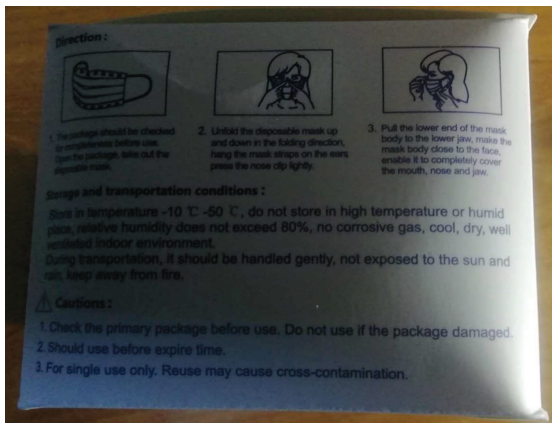 Direction :
1. The package should be checked
for completeness before use.
Open the package, take out the
disposable mask.
2. Unfold the disposable mask up
and down in the folding direction,
hang the mask straps on the ears,
press the nose clip lightly.
3. Pull the lower end of the mask
body to the lower jaw, make the
mask body close to the face,
enable it to completely cover
the mouth, nose and jaw.
Storage and transportation conditions :
Store in temperature -10 ℃ -50 ℃, do not store in high temperature or humid
place, relative humidity does not exceed 80%, no corrosive gas, cool, dry, well
ventilated indoor environment.
During transportation, it should be handled gently, not exposed to the sun and
rain, keep away from fire.
Cautions :
1. Check the primary package before use. Do not use if the package damaged.
2. Should use before expire time.
3. For single use only. Reuse may cause cross-contamination.